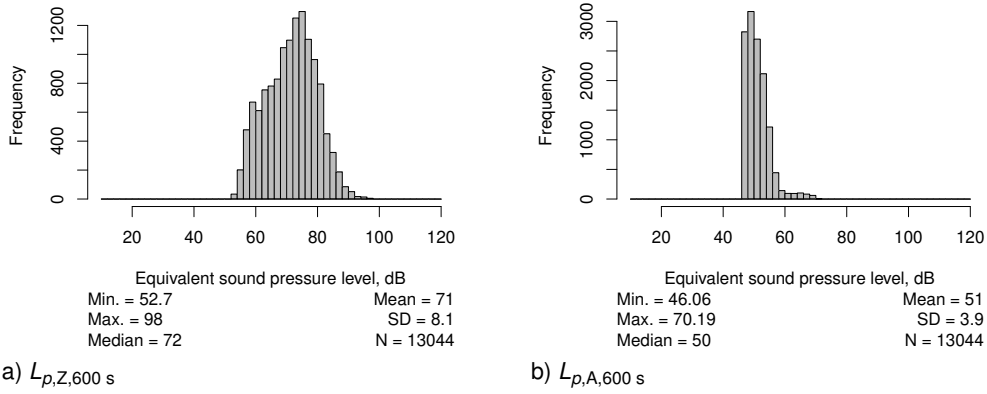 Frequency
0 400 800 1200
20 40 60 80 100 120
Equivalent sound pressure level, dB
Min. = 52.7 Mean = 71
Max. = 98 SD = 8.1
Median = 72 N = 13044
a) Lp,Z,600 s
Frequency
0 1000 2000 3000
20 40 60 80 100 120
Equivalent sound pressure level, dB
Min. = 46.06 Mean = 51
Max. = 70.19 SD = 3.9
Median = 50 N = 13044
b) Lp,A,600 s